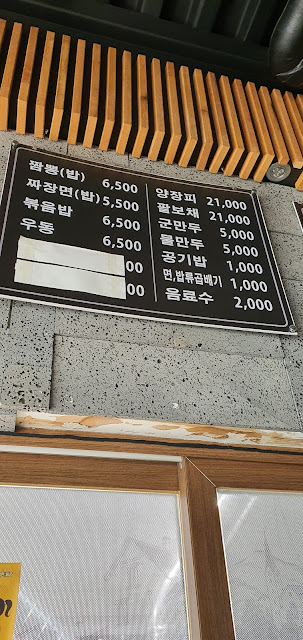 짬뽕(밥) 6,500
짜장면(밥) 5,500
볶음밥 6,500
우동 6,500
00
00
양장피 21,000
팔보채 21,000
군만두 5,000
물만두 5,000
공기밥 1,000
면,밥류곱배기 1,000
음료수 2,000